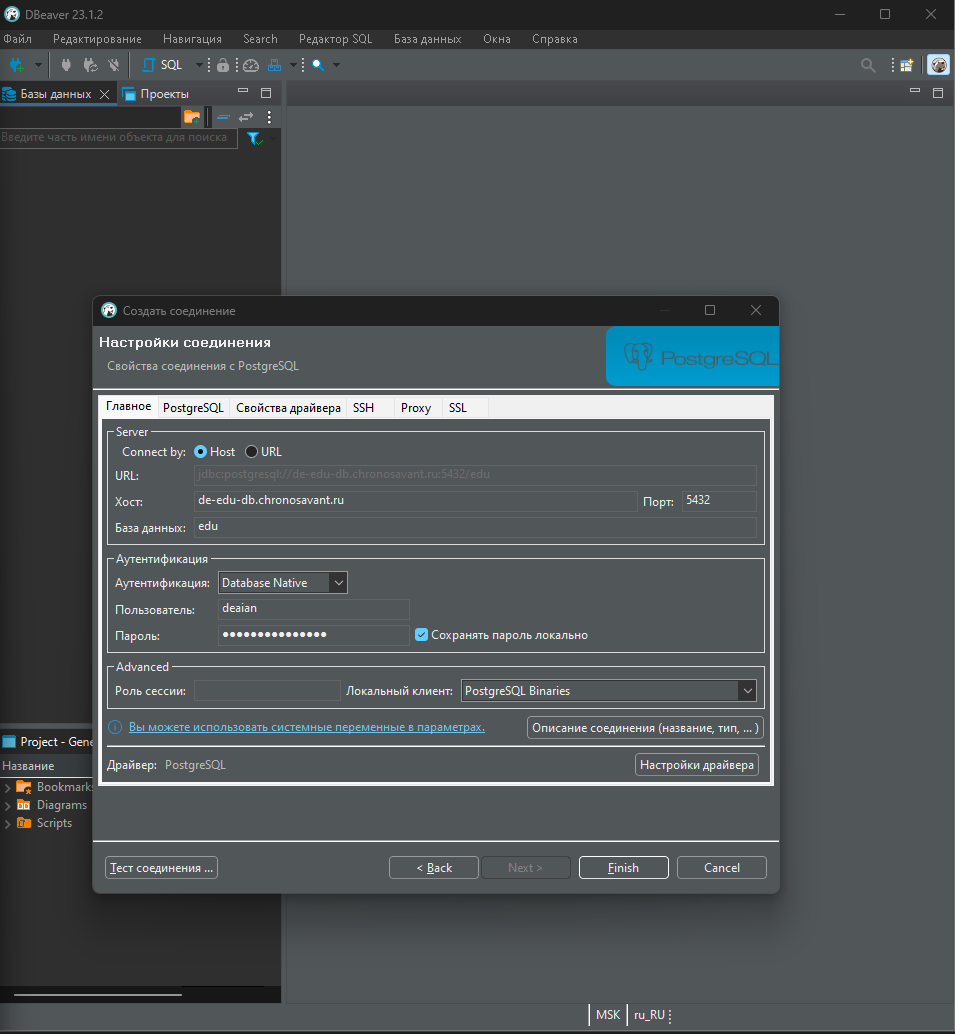 DBeaver 23.1.2
Файл Редактирование Навигация Search Редактор SQL База данных Окна Справка
SQL
Базы данных Проекты
Введите часть имени объекта для поиска
Создать соединение
Настройки соединения
Свойства соединения с PostgreSQL
PostgreSQL
Главное PostgreSQL Свойства драйвера SSH Proxy SSL
Server
Connect by: Host URL
URL: jdbc:postgresql://de-edu-db.chronosavant.ru:5432/edu
Хост: de-edu-db.chronosavant.ru Порт: 5432
База данных: edu
Аутентификация
Аутентификация: Database Native
Пользователь: deaian
Пароль: ••••••••••••••• Сохранять пароль локально
Advanced
Роль сессии: Локальный клиент: PostgreSQL Binaries
Вы можете использовать системные переменные в параметрах. Описание соединения (название, тип, ... )
Драйвер: PostgreSQL Настройки драйвера
Project - Gene
Название
Bookmarks
Diagrams
Scripts
Тест соединения ... < Back Next > Finish Cancel
MSK ru_RU